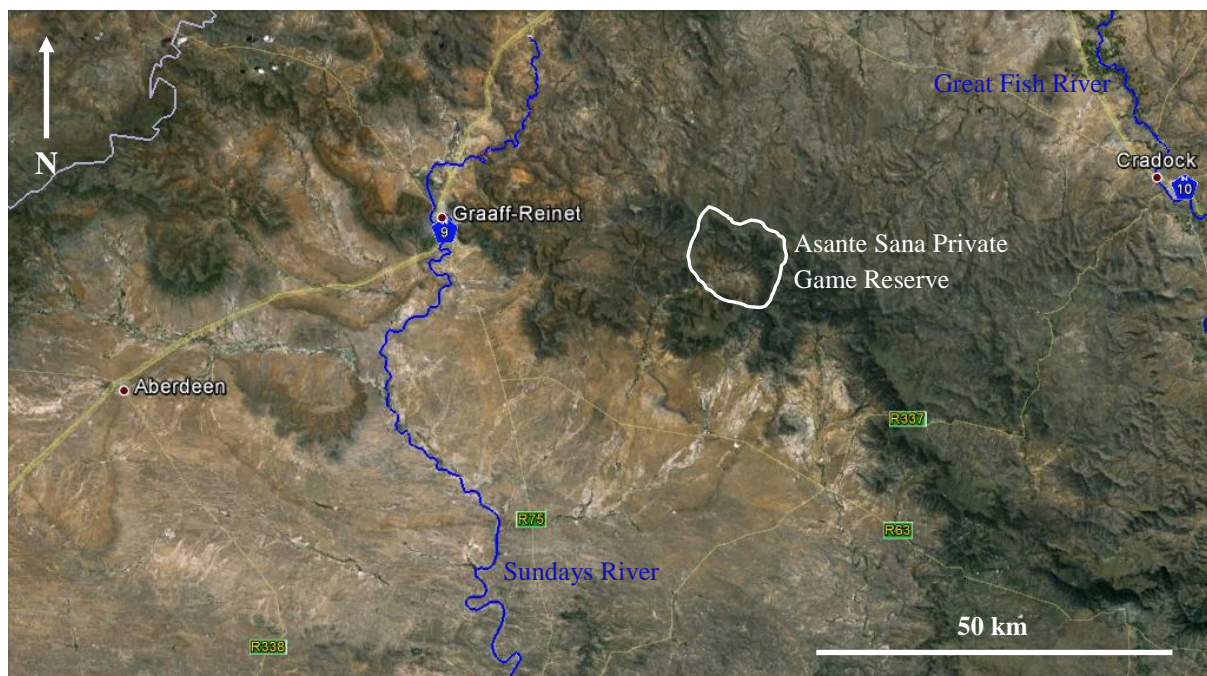 N
Great Fish River
Cradock
10
Graaff-Reinet
9
Asante Sana Private
Game Reserve
Aberdeen
R337
R75
R63
Sundays River
50 km
R338